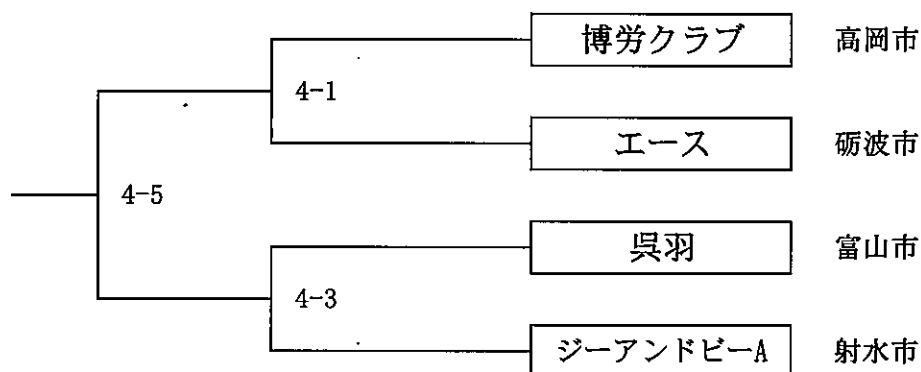 博労クラブ 高岡市
4-1
エース 砺波市
4-5
呉羽 富山市
4-3
ジーアンドビーA 射水市